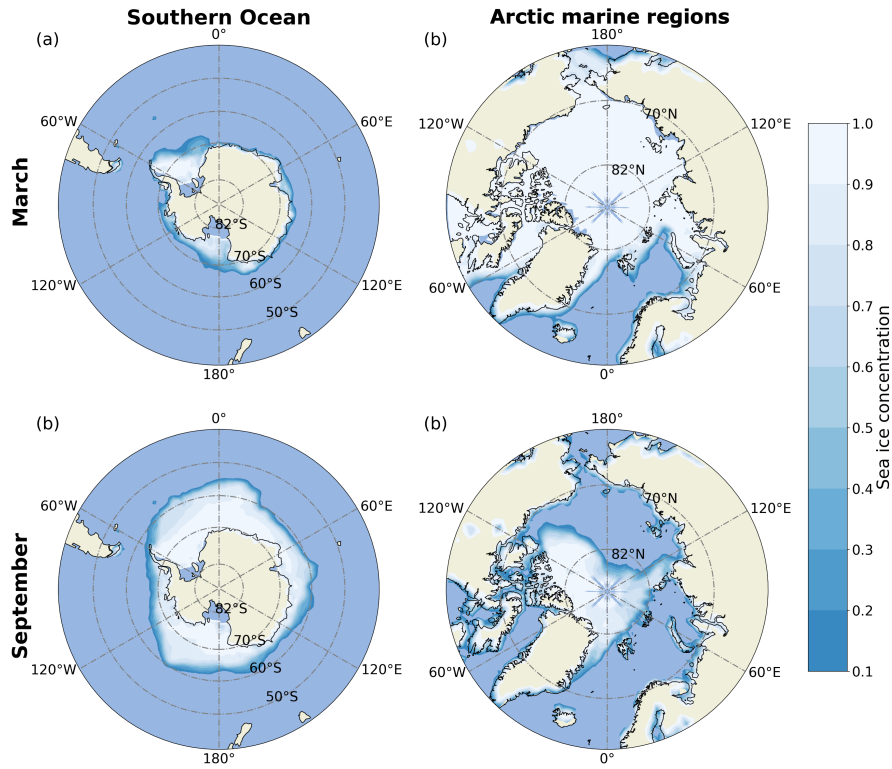 Southern Ocean
Arctic marine regions
(a)
0°
(b)
180°
60°W
60°E
120°W
120°E
70°N
82°N
March
82°S
70°S
60°S
50°S
120°W
120°E
60°W
60°E
180°
0°
(b)
0°
(b)
180°
60°W
60°E
120°W
120°E
70°N
82°N
September
82°S
70°S
60°S
50°S
120°W
120°E
60°W
60°E
180°
0°
1.0
0.9
0.8
0.7
0.6
0.5
0.4
0.3
0.2
0.1
Sea ice concentration